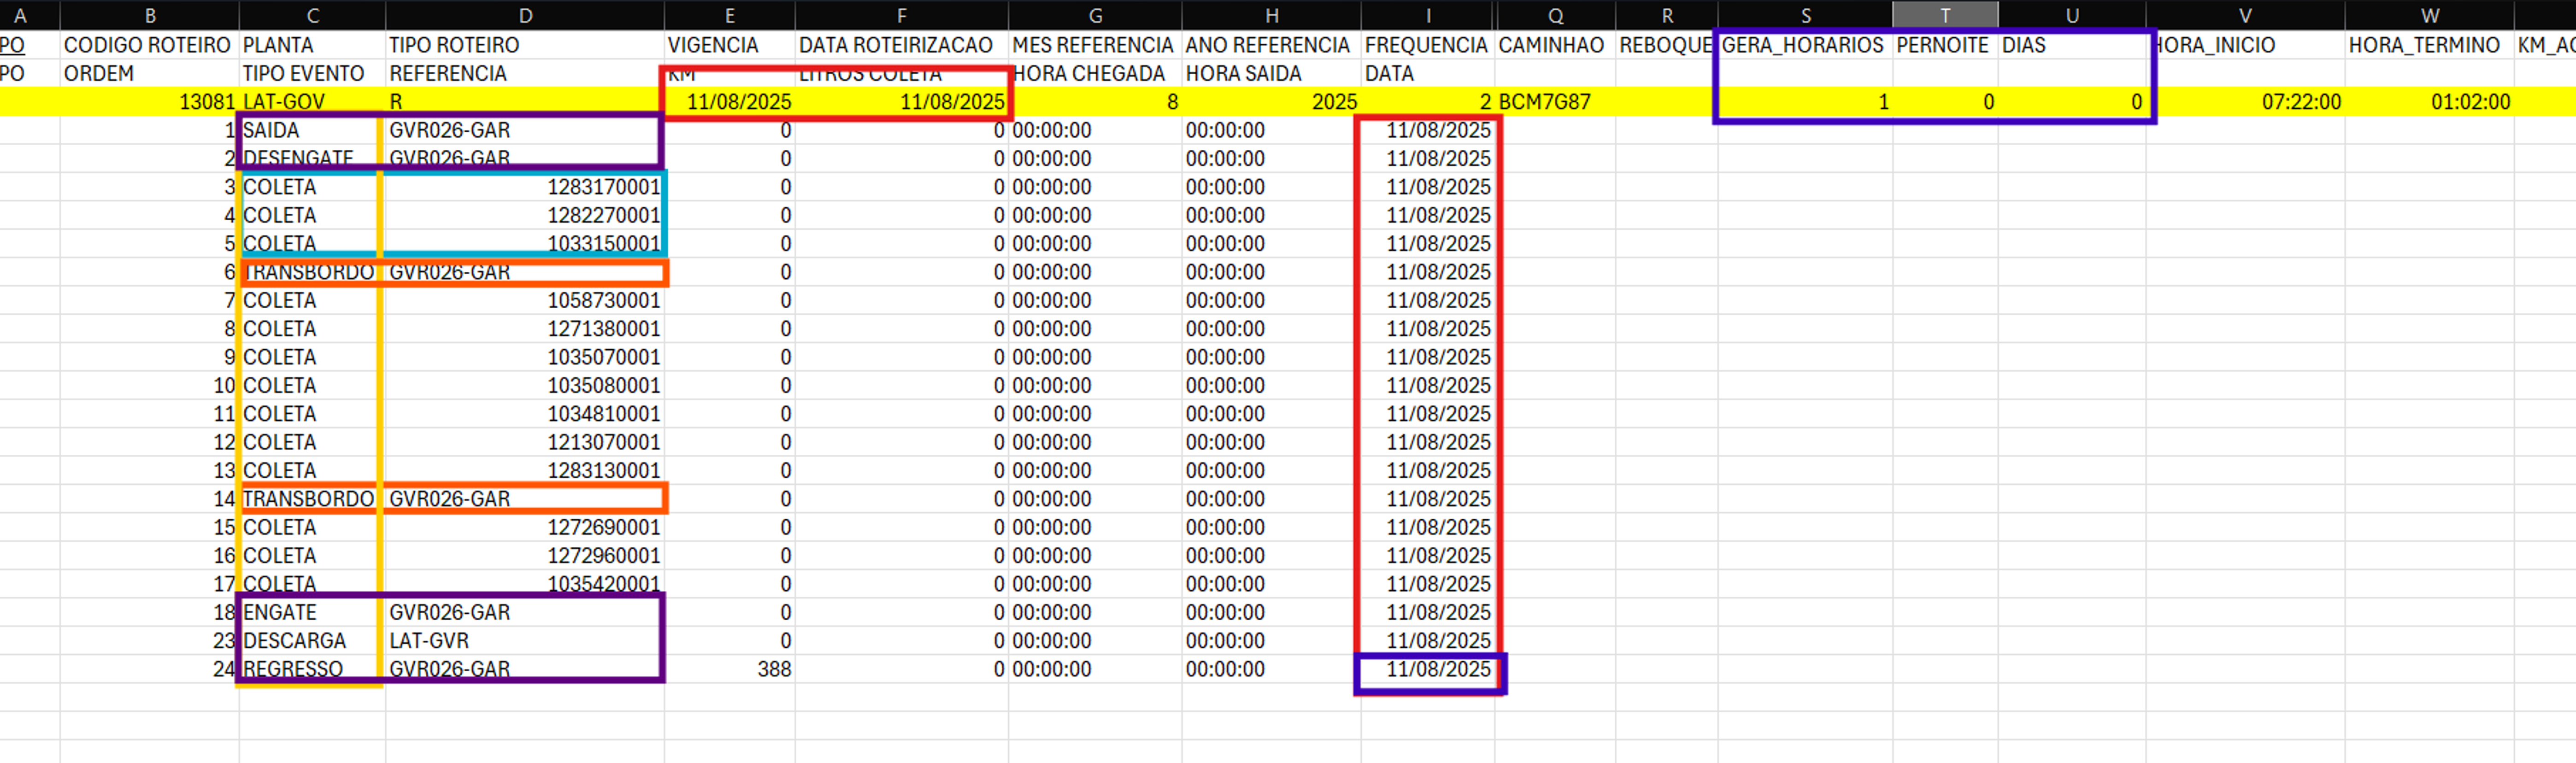 A B C D E F G H I Q R S T U V W
PO CODIGO ROTEIRO PLANTA TIPO ROTEIRO VIGENCIA DATA ROTEIRIZACAO MES REFERENCIA ANO REFERENCIA FREQUENCIA CAMINHAO REBOQUE GERA_HORARIOS PERNOITE DIAS HORA_INICIO HORA_TERMINO KM_AC
PO ORDEM TIPO EVENTO REFERENCIA KM LITROS COLETA HORA CHEGADA HORA SAIDA DATA
13081 LAT-GOV R 11/08/2025 11/08/2025 8 2025 2 BCM7G87 1 0 0 07:22:00 01:02:00
1 SAIDA GVR026-GAR 0 0 00:00:00 00:00:00 11/08/2025
2 DESENGATE GVR026-GAR 0 0 00:00:00 00:00:00 11/08/2025
3 COLETA 1283170001 0 0 00:00:00 00:00:00 11/08/2025
4 COLETA 1282270001 0 0 00:00:00 00:00:00 11/08/2025
5 COLETA 1033150001 0 0 00:00:00 00:00:00 11/08/2025
6 TRANSBORDO GVR026-GAR 0 0 00:00:00 00:00:00 11/08/2025
7 COLETA 1058730001 0 0 00:00:00 00:00:00 11/08/2025
8 COLETA 1271380001 0 0 00:00:00 00:00:00 11/08/2025
9 COLETA 1035070001 0 0 00:00:00 00:00:00 11/08/2025
10 COLETA 1035080001 0 0 00:00:00 00:00:00 11/08/2025
11 COLETA 1034810001 0 0 00:00:00 00:00:00 11/08/2025
12 COLETA 1213070001 0 0 00:00:00 00:00:00 11/08/2025
13 COLETA 1283130001 0 0 00:00:00 00:00:00 11/08/2025
14 TRANSBORDO GVR026-GAR 0 0 00:00:00 00:00:00 11/08/2025
15 COLETA 1272690001 0 0 00:00:00 00:00:00 11/08/2025
16 COLETA 1272960001 0 0 00:00:00 00:00:00 11/08/2025
17 COLETA 1035420001 0 0 00:00:00 00:00:00 11/08/2025
18 ENGATE GVR026-GAR 0 0 00:00:00 00:00:00 11/08/2025
23 DESCARGA LAT-GVR 0 0 00:00:00 00:00:00 11/08/2025
24 REGRESSO GVR026-GAR 388 0 00:00:00 00:00:00 11/08/2025